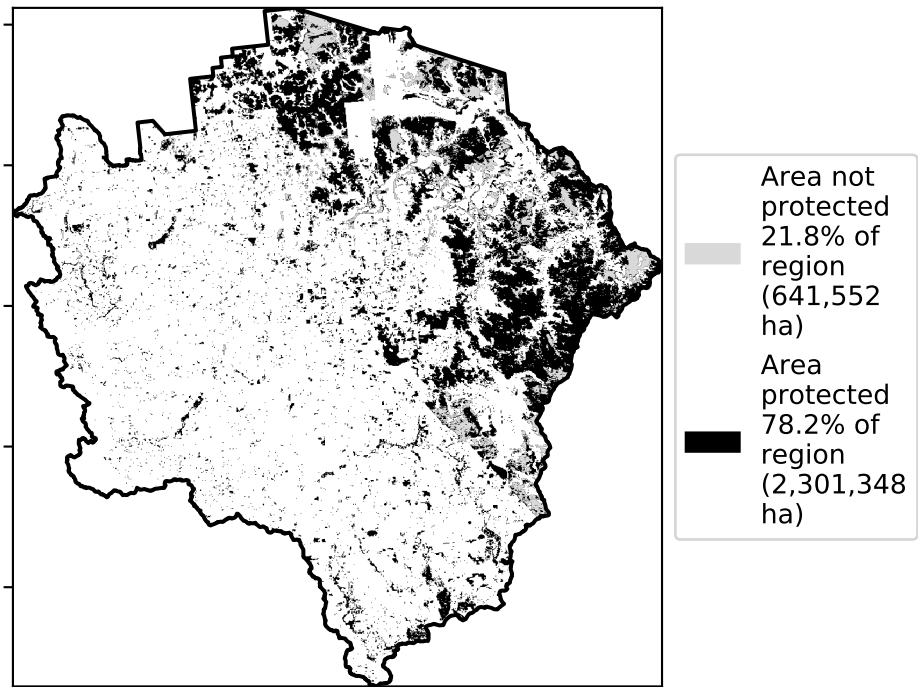 Area not
protected
21.8% of
region
(641,552
ha)
Area
protected
78.2% of
region
(2,301,348
ha)